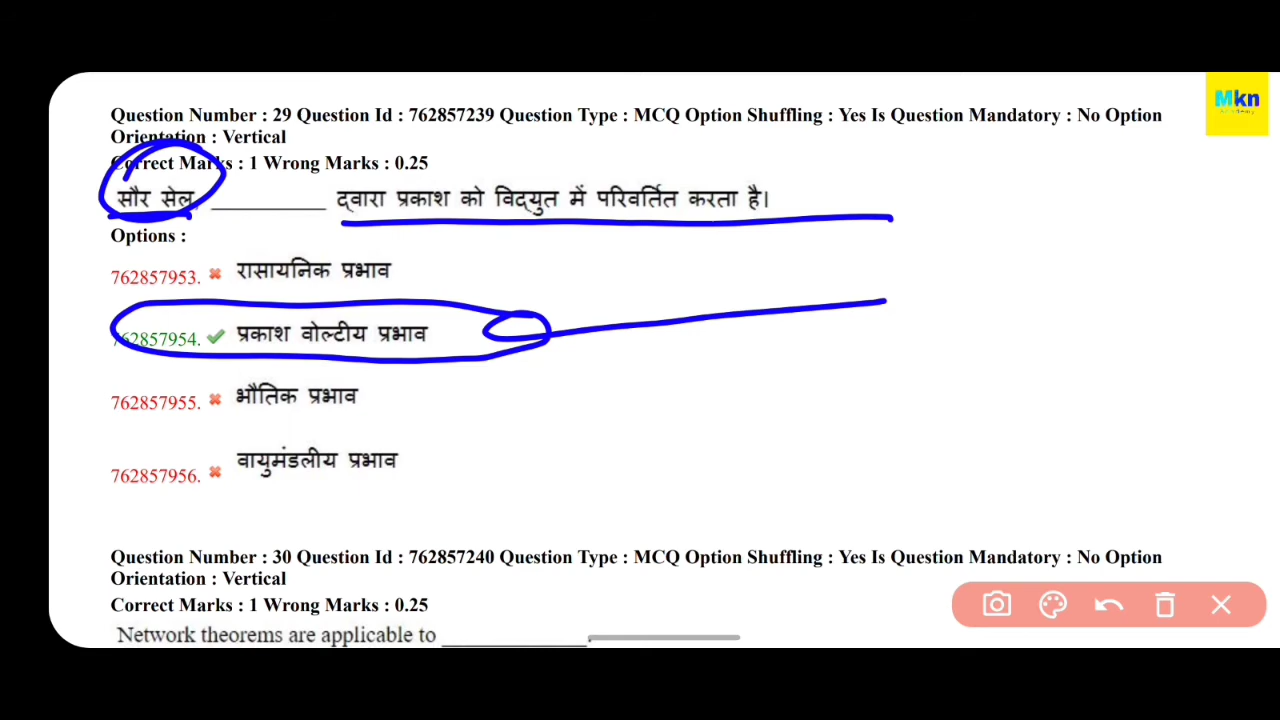 Mkn
Question Number : 29 Question Id : 762857239 Question Type : MCQ Option Shuffling : Yes Is Question Mandatory : No Option
Orientation : Vertical
Correct Marks : 1 Wrong Marks : 0.25
सौर सेल, __________ द्वारा प्रकाश को विद्युत में परिवर्तित करता है।
Options :
762857953. ✖ रासायनिक प्रभाव
762857954. ✔ प्रकाश वोल्टीय प्रभाव
762857955. ✖ भौतिक प्रभाव
762857956. ✖ वायुमंडलीय प्रभाव
Question Number : 30 Question Id : 762857240 Question Type : MCQ Option Shuffling : Yes Is Question Mandatory : No Option
Orientation : Vertical
Correct Marks : 1 Wrong Marks : 0.25
Network theorems are applicable to _____________.